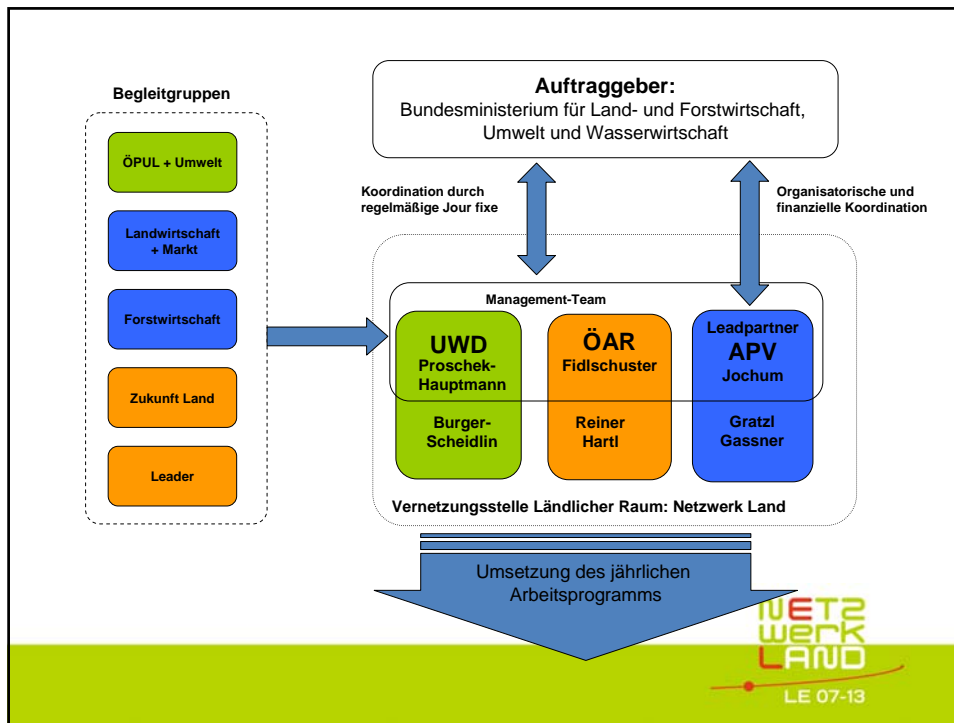 Begleitgruppen
ÖPUL + Umwelt
Landwirtschaft
+ Markt
Forstwirtschaft
Zukunft Land
Leader
Auftraggeber:
Bundesministerium für Land- und Forstwirtschaft,
Umwelt und Wasserwirtschaft
Koordination durch
regelmäßige Jour fixe
Organisatorische und
finanzielle Koordination
Management-Team
UWD
Proschek-
Hauptmann
Burger-
Scheidlin
ÖAR
Fidlschuster
Reiner
Hartl
Leadpartner
APV
Jochum
Gratzl
Gassner
Vernetzungsstelle Ländlicher Raum: Netzwerk Land
Umsetzung des jährlichen
Arbeitsprogramms
NETZ
werk
LAND
LE 07-13